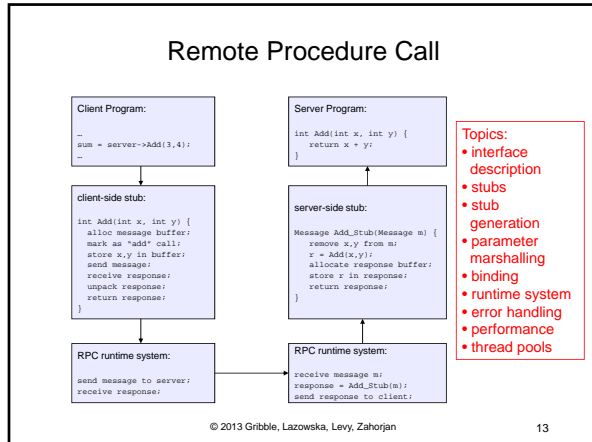 Remote Procedure Call
Client Program:
…
sum = server->Add(3,4);
…
client-side stub:
int Add(int x, int y) {
alloc message buffer;
mark as "add" call;
store x,y in buffer;
send message;
receive response;
unpack response;
return response;
}
RPC runtime system:
send message to server;
receive response;
Server Program:
int Add(int x, int y) {
return x + y;
}
server-side stub:
Message Add_Stub(Message m) {
remove x,y from m;
r = Add(x,y);
allocate response buffer;
store r in response;
return response;
}
RPC runtime system:
receive message m;
response = Add_Stub(m);
send response to client;
Topics:
• interface
description
• stubs
• stub
generation
• parameter
marshalling
• binding
• runtime system
• error handling
• performance
• thread pools
© 2013 Gribble, Lazowska, Levy, Zahorjan
13